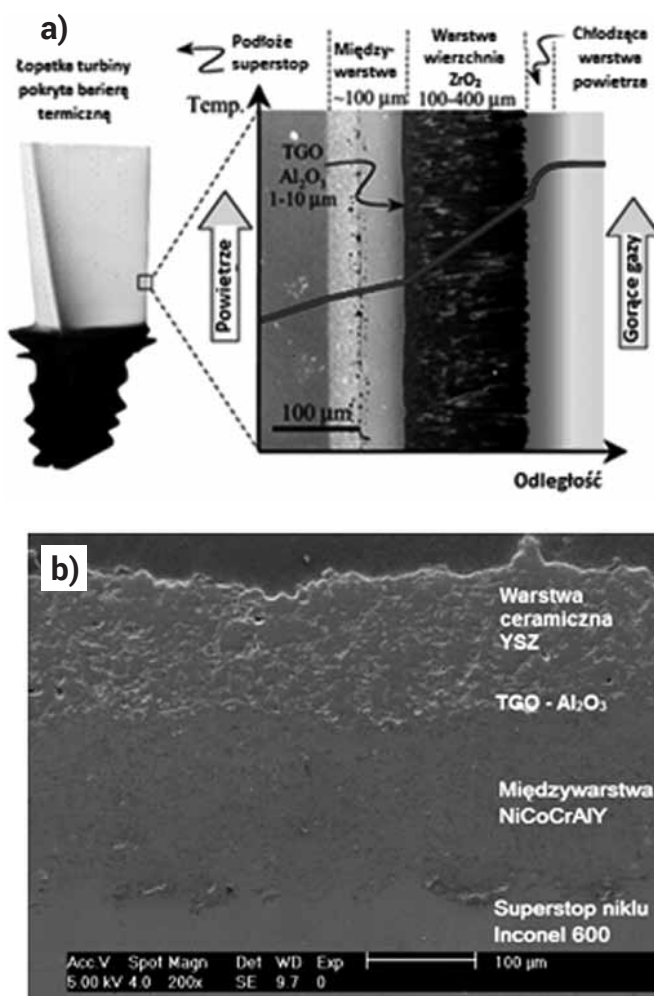 a)
Łopatka turbiny
pokryta barierą
termiczną
Podłoże
superstop
Między-
warstwa
~100 µm
Warstwa
wierzchnia
ZrO₂
100-400 µm
Chłodząca
warstwa
powietrza
Temp.
TGO
Al₂O₃
1-10 µm
Powietrze
Gorące gazy
100 µm
Odległość
b)
Warstwa
ceramiczna
YSZ
TGO - Al₂O₃
Międzywarstwa
NiCoCrAlY
Superstop niklu
Inconel 600
Acc.V Spot Magn Det WD Exp
5.00 kV 4.0 200x SE 9.7 0
100 µm